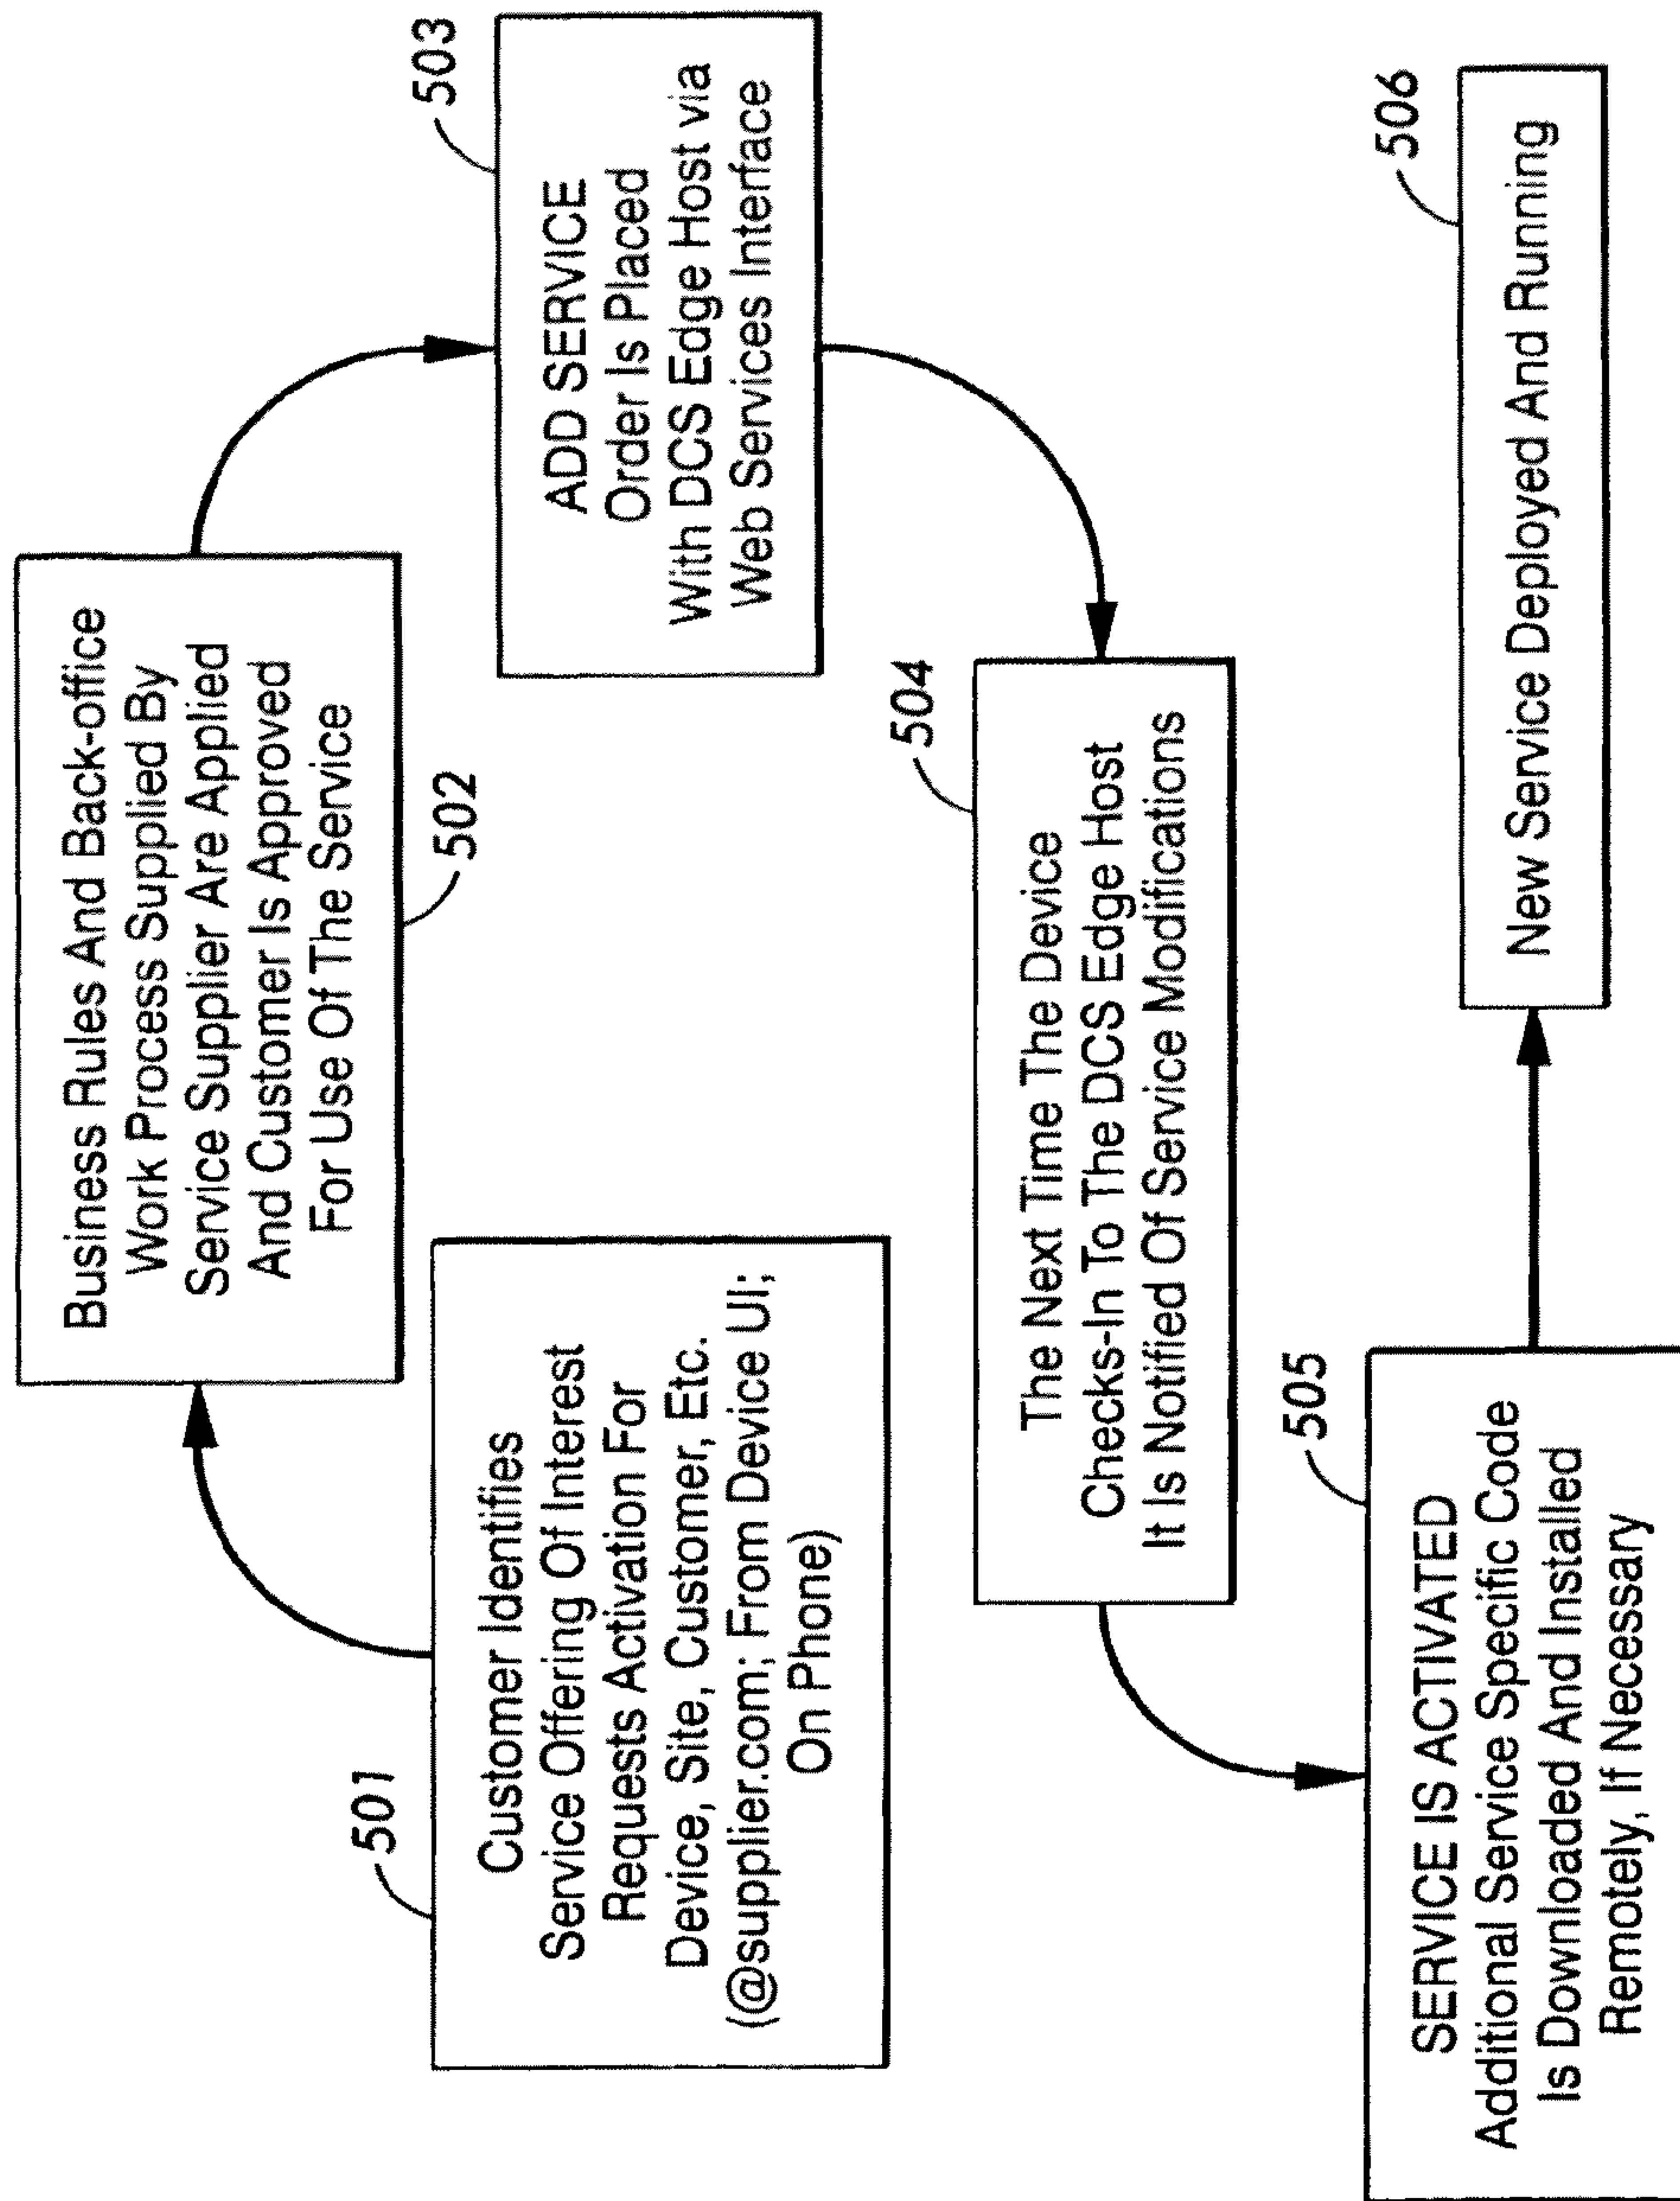 501
Customer Identifies
Service Offering Of Interest
Requests Activation For
Device, Site, Customer, Etc.
(@supplier.com; From Device UI;
On Phone)
Business Rules And Back-office
Work Process Supplied By
Service Supplier Are Applied
And Customer Is Approved
For Use Of The Service
502
503
ADD SERVICE
Order Is Placed
With DCS Edge Host via
Web Services Interface
504
The Next Time The Device
Checks-In To The DCS Edge Host
It Is Notified Of Service Modifications
505
SERVICE IS ACTIVATED
Additional Service Specific Code
Is Downloaded And Installed
Remotely, If Necessary
506
New Service Deployed And Running